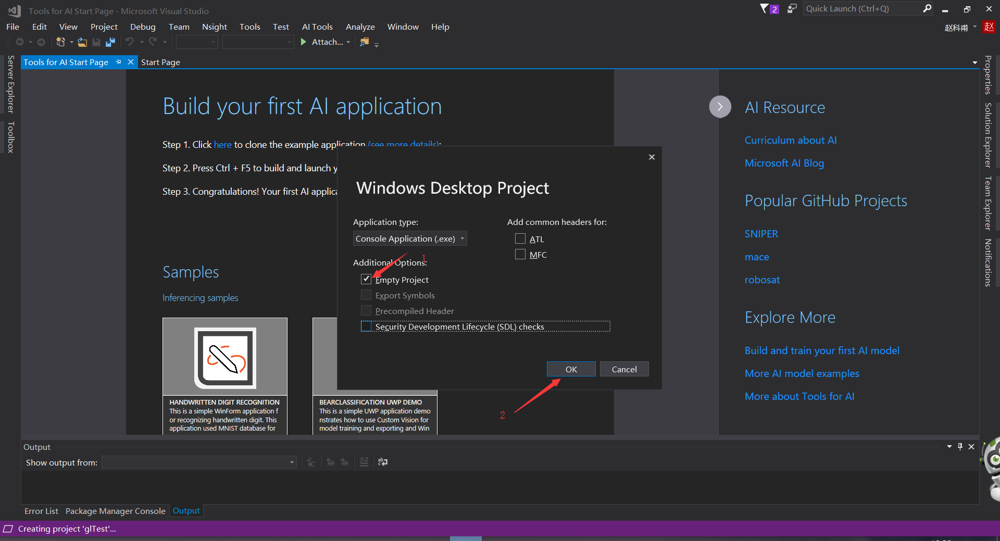 Tools for AI Start Page - Microsoft Visual Studio
2
Quick Launch (Ctrl+Q)
File Edit View Project Debug Team Nsight Tools Test AI Tools Analyze Window Help
赵科甫
赵
Attach...
Server Explorer
Toolbox
Tools for AI Start Page
Start Page
Build your first AI application
Step 1. Click here to clone the example application (see more details):
Step 2. Press Ctrl + F5 to build and launch y
Step 3. Congratulations! Your first AI applica
Samples
Inferencing samples
HANDWRITTEN DIGIT RECOGNITION
This is a simple WinForm application f
or recognizing handwritten digit. This
application used MNIST database for
BEARCLASSIFICATION UWP DEMO
This is a simple UWP application demo
nstrates how to use Custom Vision for
model training and exporting and Win
Windows Desktop Project
Application type:
Console Application (.exe)
Add common headers for:
ATL
MFC
Additional Options:
1
Empty Project
Export Symbols
Precompiled Header
Security Development Lifecycle (SDL) checks
OK
Cancel
2
AI Resource
Curriculum about AI
Microsoft AI Blog
Popular GitHub Projects
SNIPER
mace
robosat
Explore More
Build and train your first AI model
More AI model examples
More about Tools for AI
Properties
Solution Explorer
Team Explorer
Notifications
Output
Show output from:
Error List Package Manager Console Output
Creating project 'glTest'...